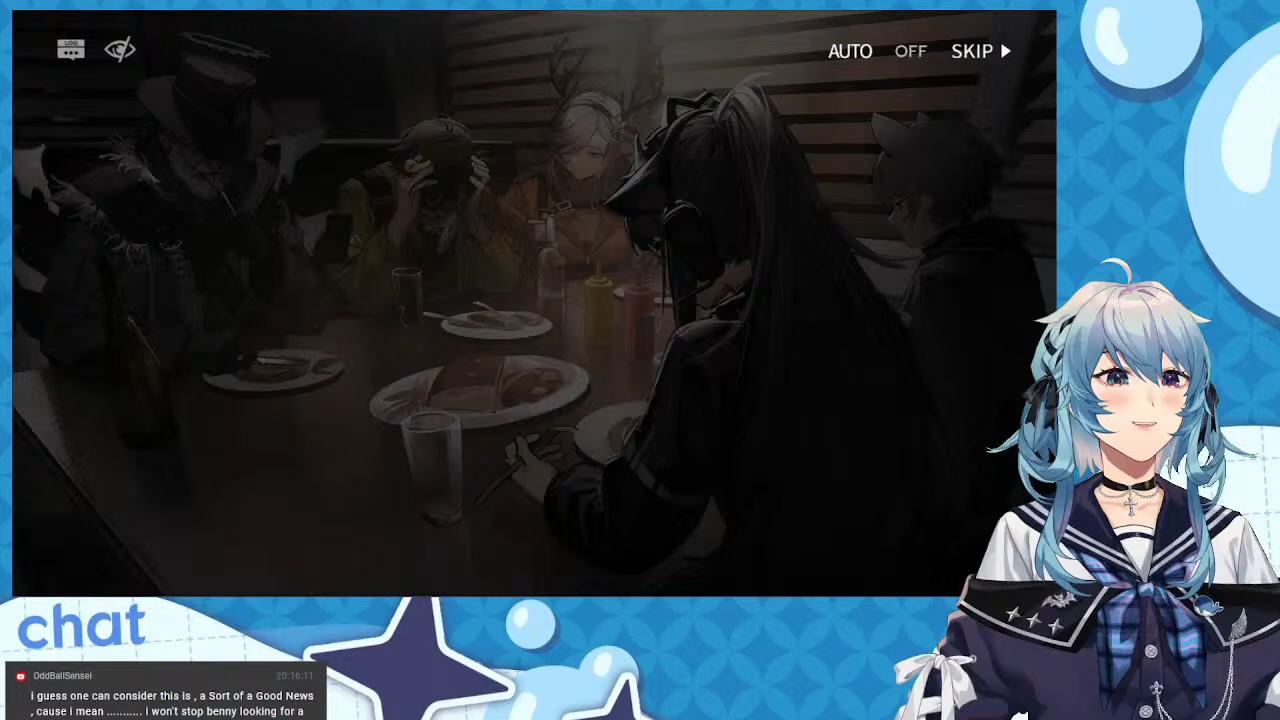 LOG
AUTO
OFF
SKIP
chat
OddBallSensei
20:16:11
i guess one can consider this is , a Sort of a Good News
, cause i mean ........... i won't stop benny looking for a